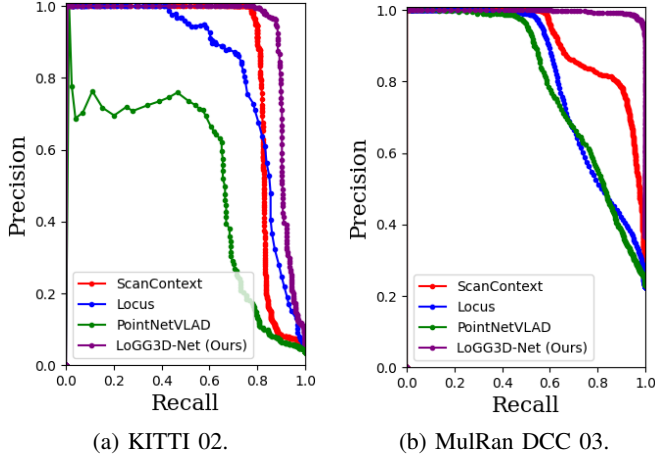 1.0
0.8
0.6
0.4
0.2
0.0
Precision
ScanContext
Locus
PointNetVLAD
LoGG3D-Net (Ours)
0.0 0.2 0.4 0.6 0.8 1.0
Recall
(a) KITTI 02.
1.0
0.8
0.6
0.4
0.2
0.0
Precision
ScanContext
Locus
PointNetVLAD
LoGG3D-Net (Ours)
0.0 0.2 0.4 0.6 0.8 1.0
Recall
(b) MulRan DCC 03.